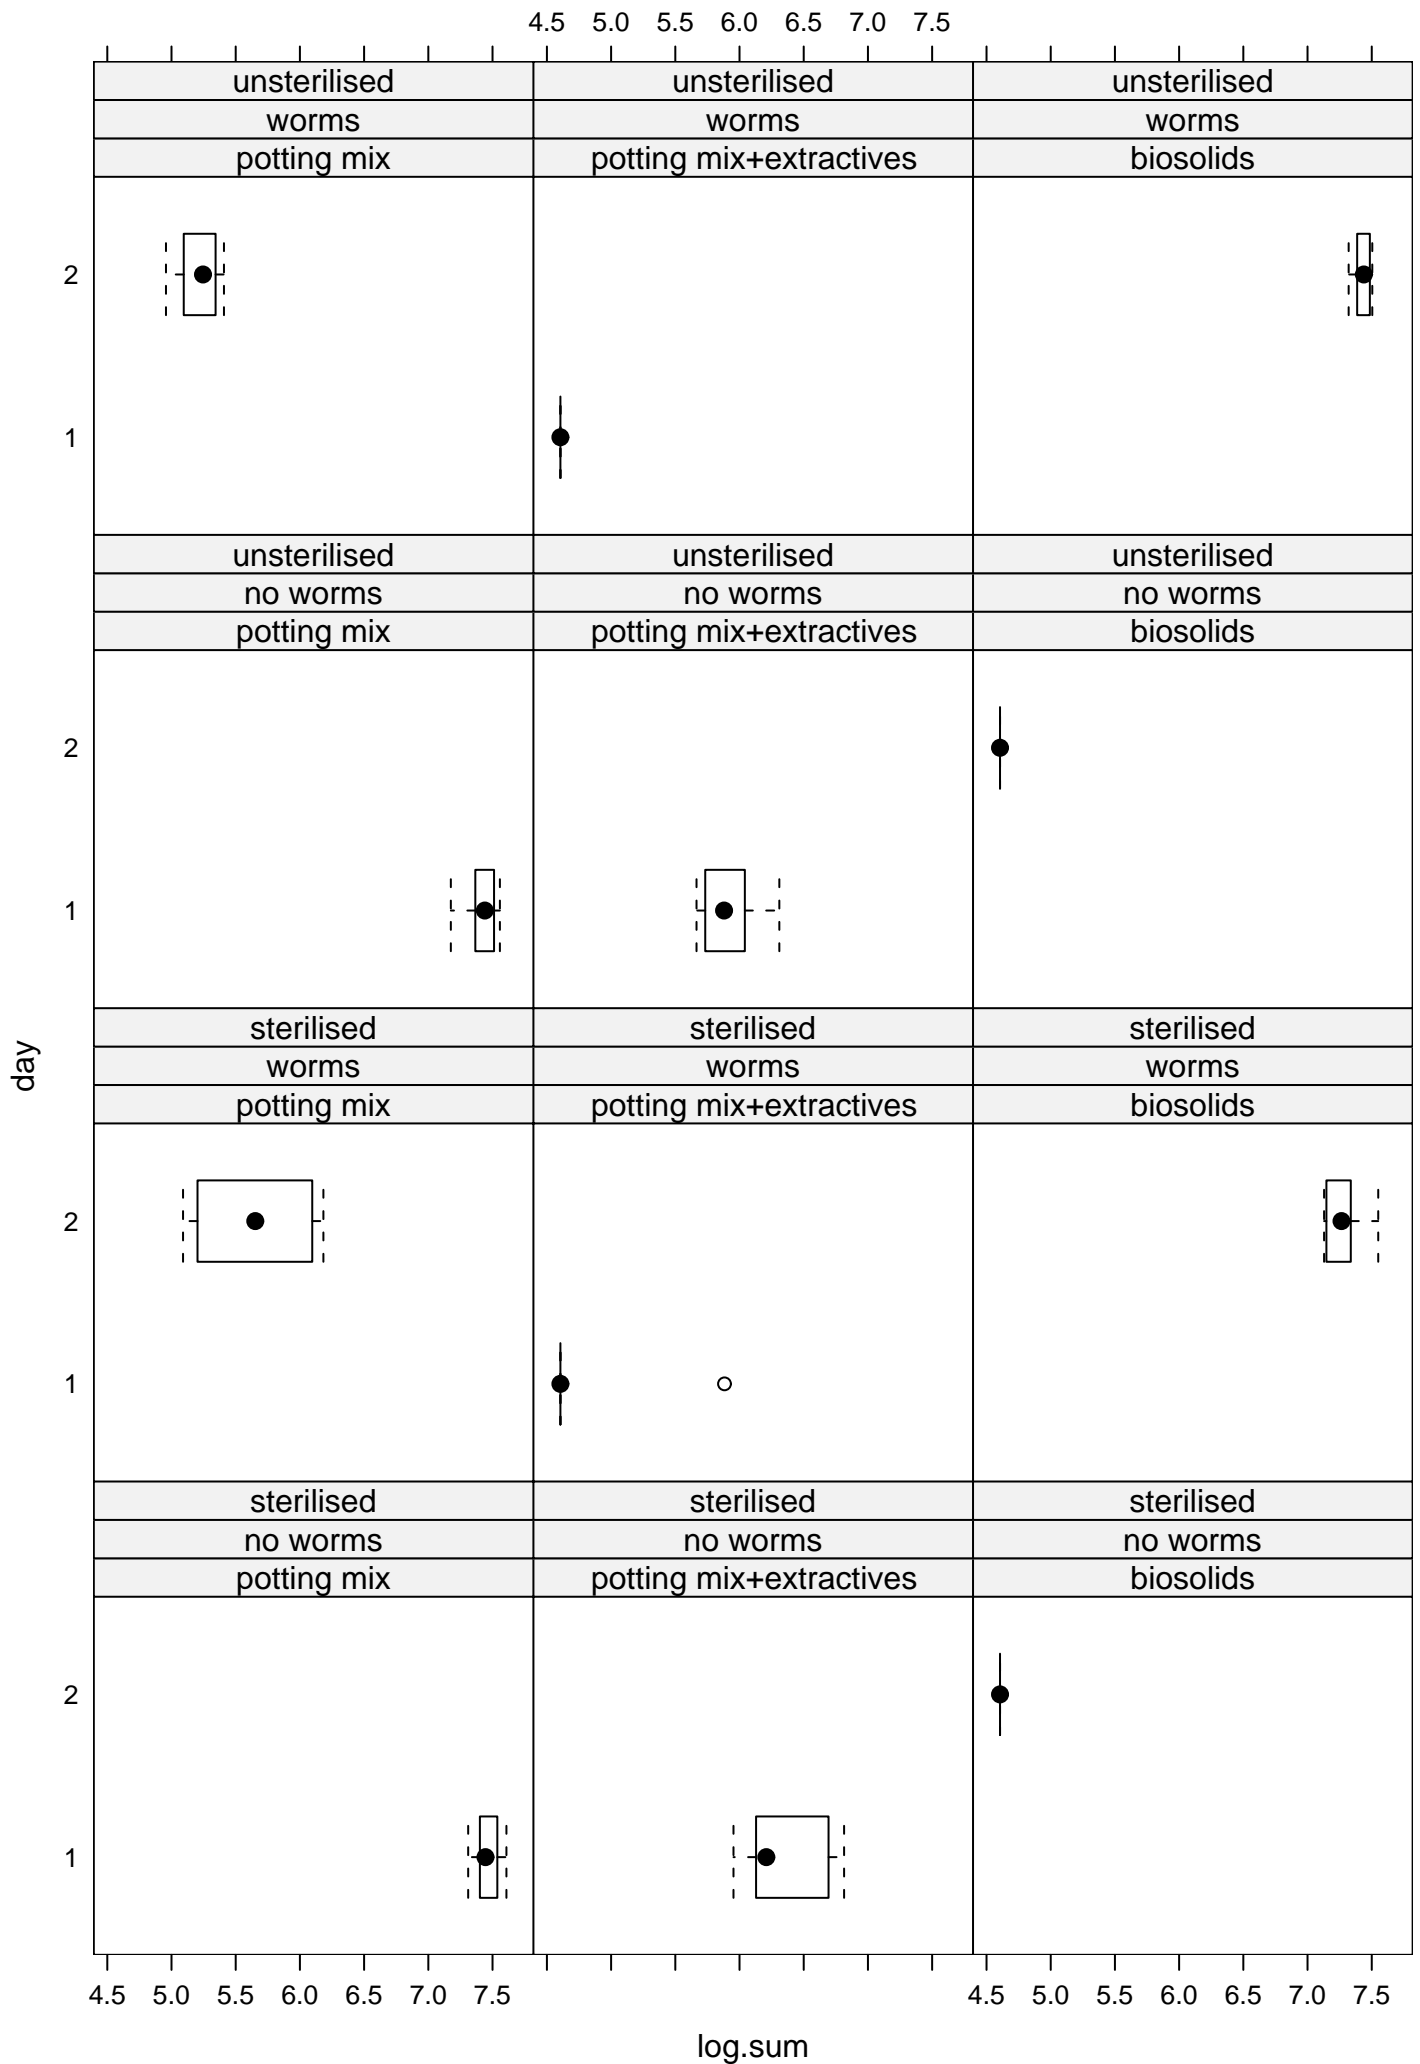 4.5 5.0 5.5 6.0 6.5 7.0 7.5
unsterilised unsterilised unsterilised
worms worms worms
potting mix potting mix+extractives biosolids
2
1
unsterilised unsterilised unsterilised
no worms no worms no worms
potting mix potting mix+extractives biosolids
2
1
sterilised sterilised sterilised
day
worms worms worms
potting mix potting mix+extractives biosolids
2
1
sterilised sterilised sterilised
no worms no worms no worms
potting mix potting mix+extractives biosolids
2
1
4.5 5.0 5.5 6.0 6.5 7.0 7.5 4.5 5.0 5.5 6.0 6.5 7.0 7.5
log.sum